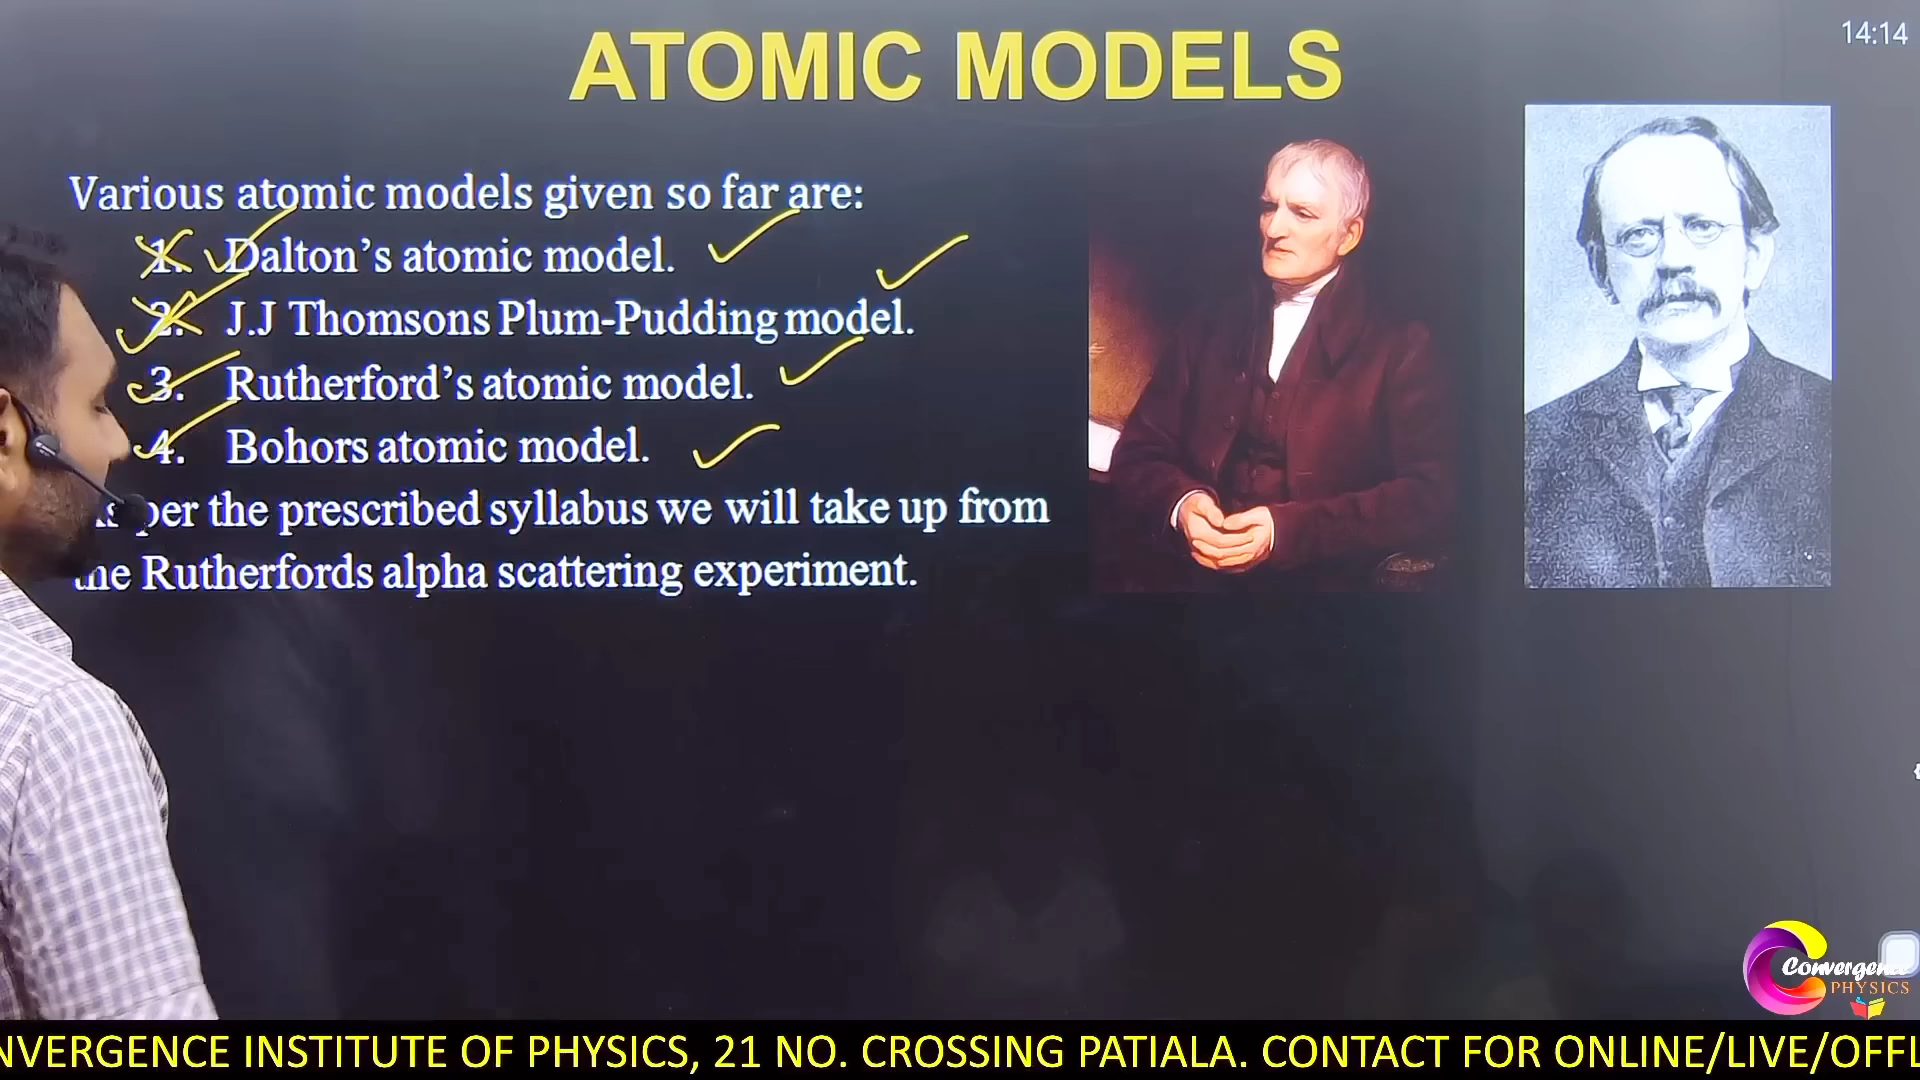 ATOMIC MODELS
14:14
Various atomic models given so far are:
1. Dalton’s atomic model.
2. J.J Thomsons Plum-Pudding model.
3. Rutherford’s atomic model.
4. Bohors atomic model.
per the prescribed syllabus we will take up from
the Rutherfords alpha scattering experiment.
Convergence
PHYSICS
NVERGENCE INSTITUTE OF PHYSICS, 21 NO. CROSSING PATIALA. CONTACT FOR ONLINE/LIVE/OFFL